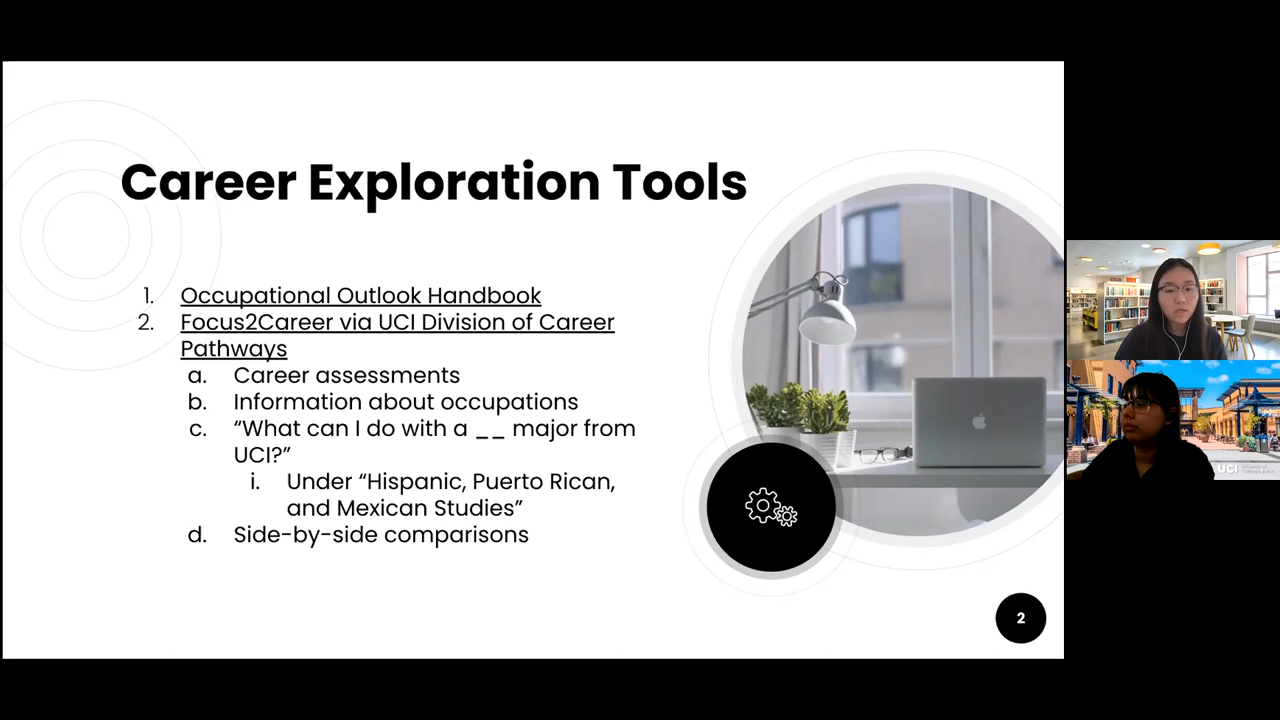 Career Exploration Tools
1. Occupational Outlook Handbook
2. Focus2Career via UCI Division of Career
Pathways
a. Career assessments
b. Information about occupations
c. “What can I do with a __ major from
UCI?”
i. Under “Hispanic, Puerto Rican,
and Mexican Studies”
d. Side-by-side comparisons
2
UCI